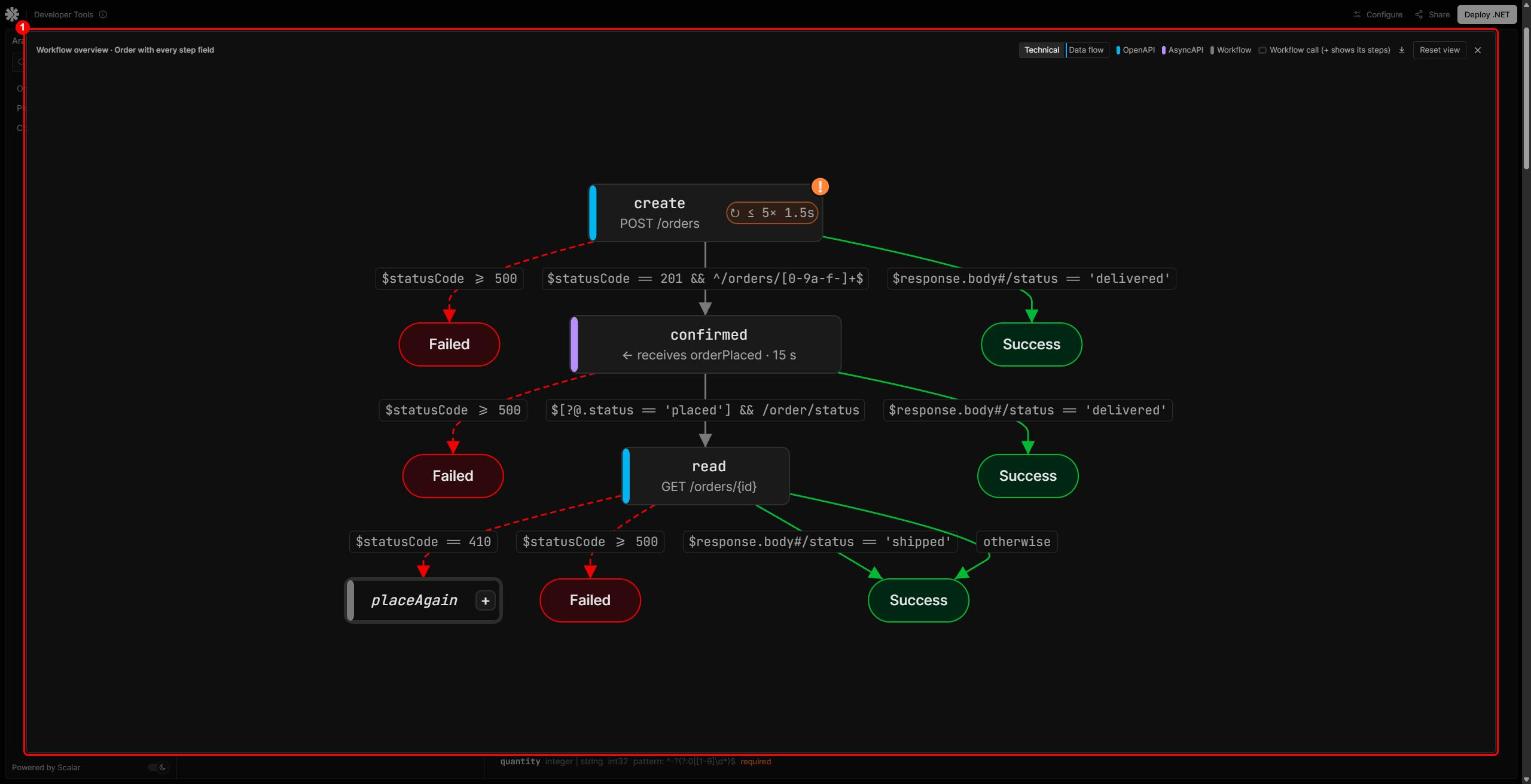 Developer Tools
Configure
Share
Deploy .NET
1
Ara
Workflow overview · Order with every step field
Technical
Data flow
OpenAPI
AsyncAPI
Workflow
Workflow call (+ shows its steps)
Reset view
!
create
POST /orders
↻ ≤ 5× 1.5s
$statusCode ≥ 500
$statusCode == 201 && ^/orders/[0-9a-f-]+$
$response.body#/status == 'delivered'
Failed
confirmed
← receives orderPlaced · 15 s
Success
$statusCode ≥ 500
$[?@.status == 'placed'] && /order/status
$response.body#/status == 'delivered'
Failed
read
GET /orders/{id}
Success
$statusCode == 410
$statusCode ≥ 500
$response.body#/status == 'shipped'
otherwise
placeAgain +
Failed
Success
Powered by Scalar
quantity integer | string int32 required